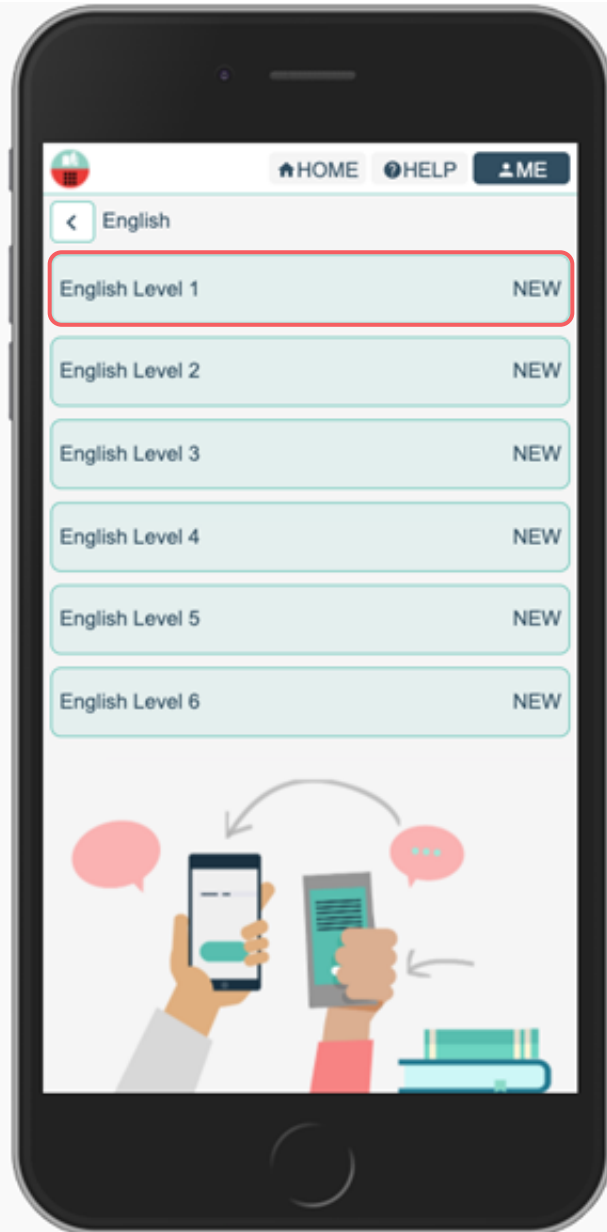 HOME HELP ME
English
English Level 1 NEW
English Level 2 NEW
English Level 3 NEW
English Level 4 NEW
English Level 5 NEW
English Level 6 NEW